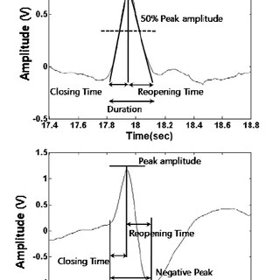 Amplitude (V)
0.5
50% Peak amplitude
0
Closing Time
Reopening Time
Duration
-0.5
17.4 17.6 17.8 18 18.2 18.4 18.6 18.8
Time(sec)
Amplitude (V)
1.5
Peak amplitude
1
0.5
Reopening Time
0
Closing Time
Negative Peak